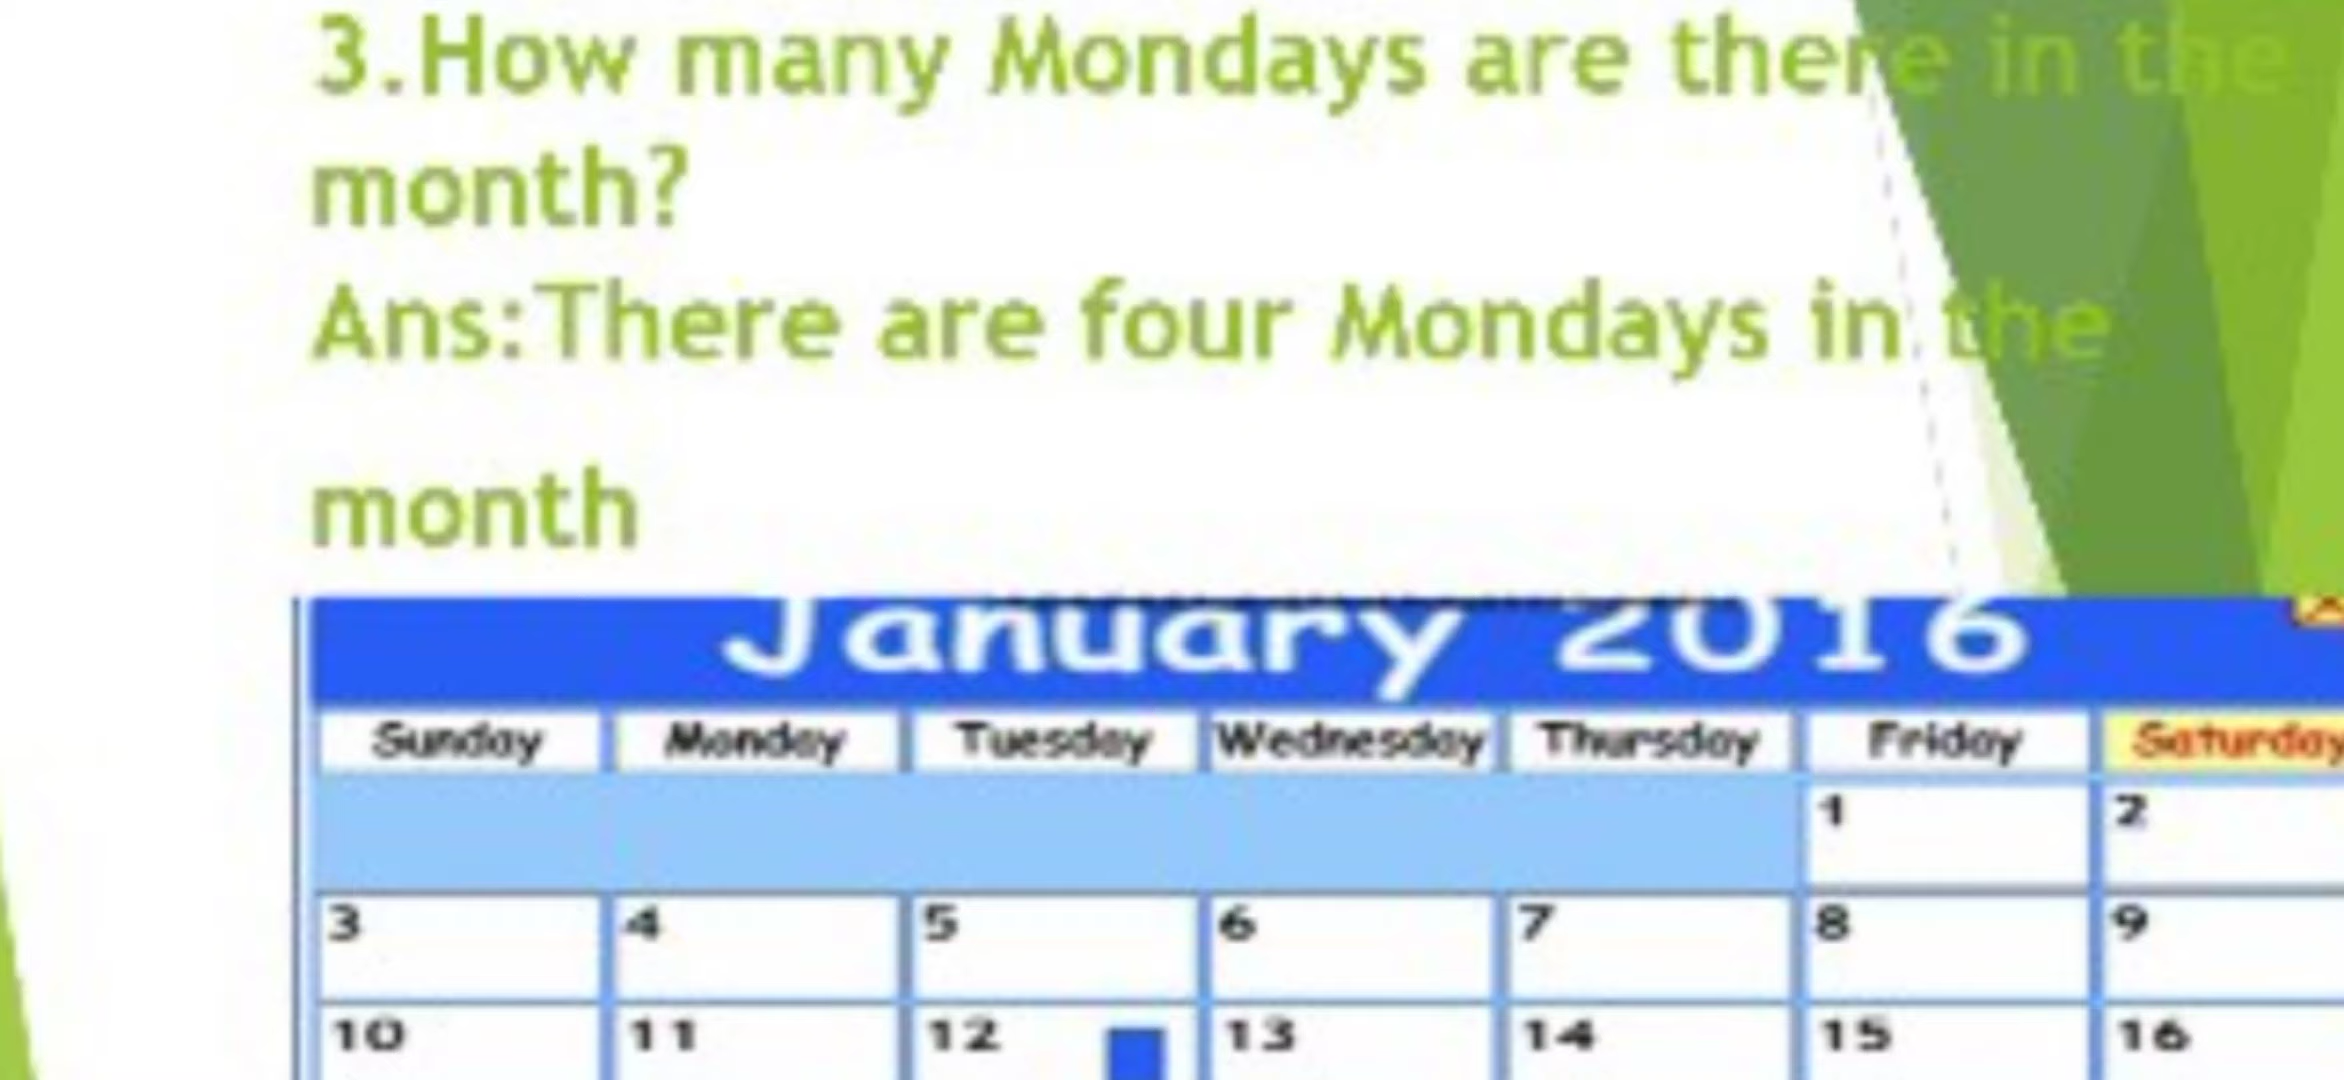 3.How many Mondays are there in the
month?
Ans:There are four Mondays in the
month
January 2016
Sunday Monday Tuesday Wednesday Thursday Friday Saturday
1 2
3 4 5 6 7 8 9
10 11 12 13 14 15 16